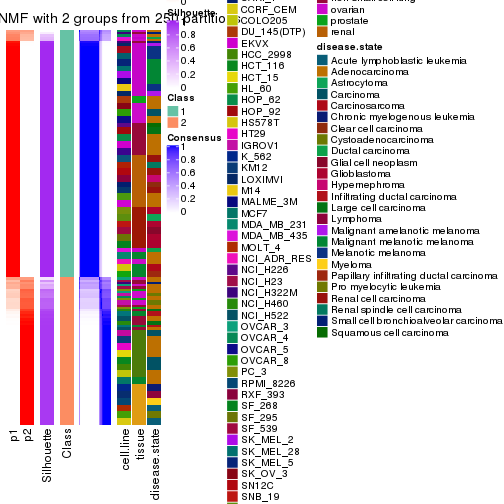 NMF with 2 groups from 250 partitions
Silhouette
1
0.8
0.6
0.4
0.2
0
Class
1
2
Consensus
1
0.8
0.6
0.4
0.2
0
p1
p2
Silhouette
Class
cell.line
tissue
disease.state
CCRF_CEM
COLO205
DU_145(DTP)
EKVX
HCC_2998
HCT_116
HCT_15
HL_60
HOP_62
HOP_92
HS578T
HT29
IGROV1
K_562
KM12
LOXIMVI
M14
MALME_3M
MCF7
MDA_MB_231
MDA_MB_435
MOLT_4
NCI_ADR_RES
NCI_H226
NCI_H23
NCI_H322M
NCI_H460
NCI_H522
OVCAR_3
OVCAR_4
OVCAR_5
OVCAR_8
PC_3
RPMI_8226
RXF_393
SF_268
SF_295
SF_539
SK_MEL_2
SK_MEL_28
SK_MEL_5
SK_OV_3
SN12C
SNB_19
ovarian
prostate
renal
disease.state
Acute lymphoblastic leukemia
Adenocarcinoma
Astrocytoma
Carcinoma
Carcinosarcoma
Chronic myelogenous leukemia
Clear cell carcinoma
Cystoadenocarcinoma
Ductal carcinoma
Glial cell neoplasm
Glioblastoma
Hypernephroma
Infiltrating ductal carcinoma
Large cell carcinoma
Lymphoma
Malignant amelanotic melanoma
Malignant melanotic melanoma
Melanotic melanoma
Myeloma
Papillary infiltrating ductal carcinoma
Pro myelocytic leukemia
Renal cell carcinoma
Renal spindle cell carcinoma
Small cell bronchioalveolar carcinoma
Squamous cell carcinoma